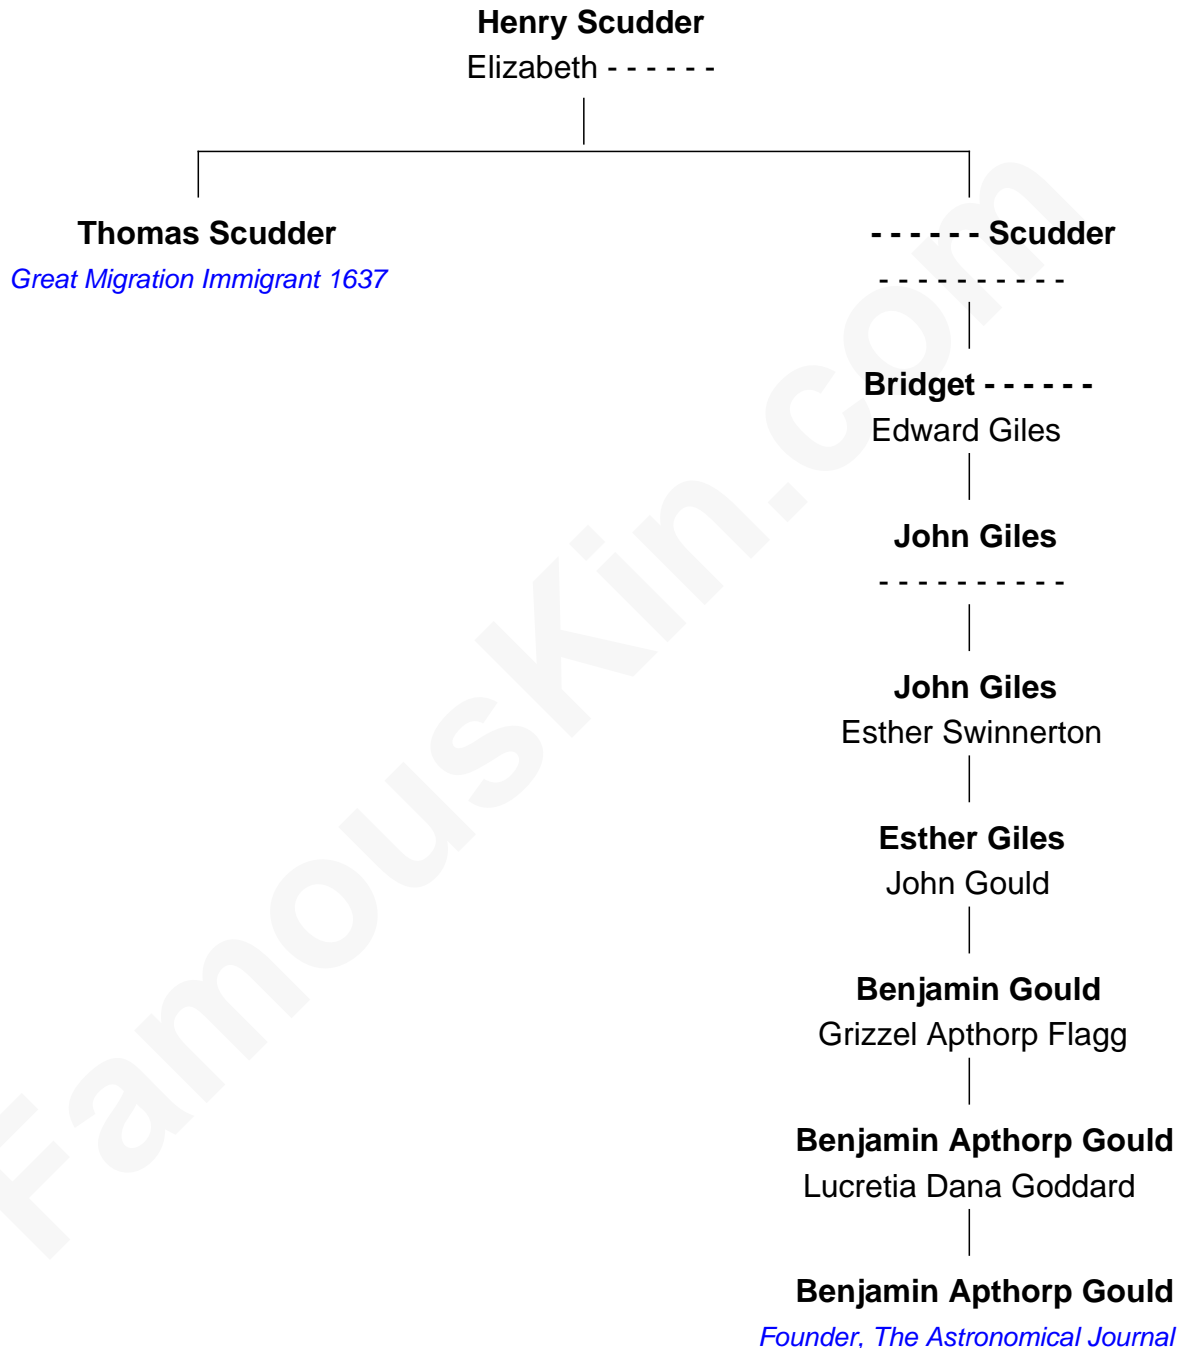 Henry Scudder
Elizabeth - - - - - -
Thomas Scudder
Great Migration Immigrant 1637
- - - - - - Scudder
- - - - - - - - - -
Bridget - - - - - -
Edward Giles
John Giles
- - - - - - - - - -
John Giles
Esther Swinnerton
Esther Giles
John Gould
Benjamin Gould
Grizzel Apthorp Flagg
Benjamin Apthorp Gould
Lucretia Dana Goddard
Benjamin Apthorp Gould
Founder, The Astronomical Journal
FamousKin.com